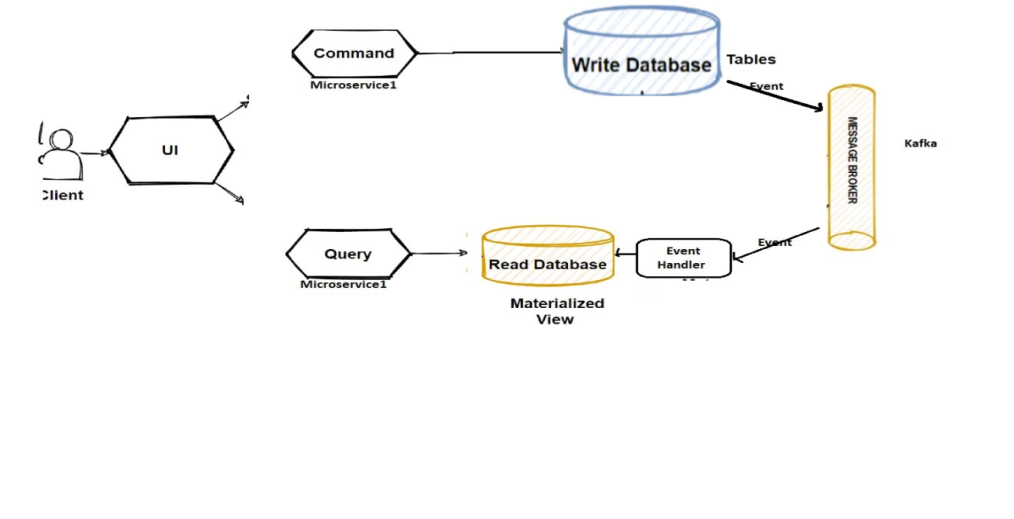 Command
Microservice1
Write Database
Tables
Event
MESSAGE BROKER
Kafka
UI
Client
Query
Microservice1
Read Database
Materialized
View
Event
Handler
Event